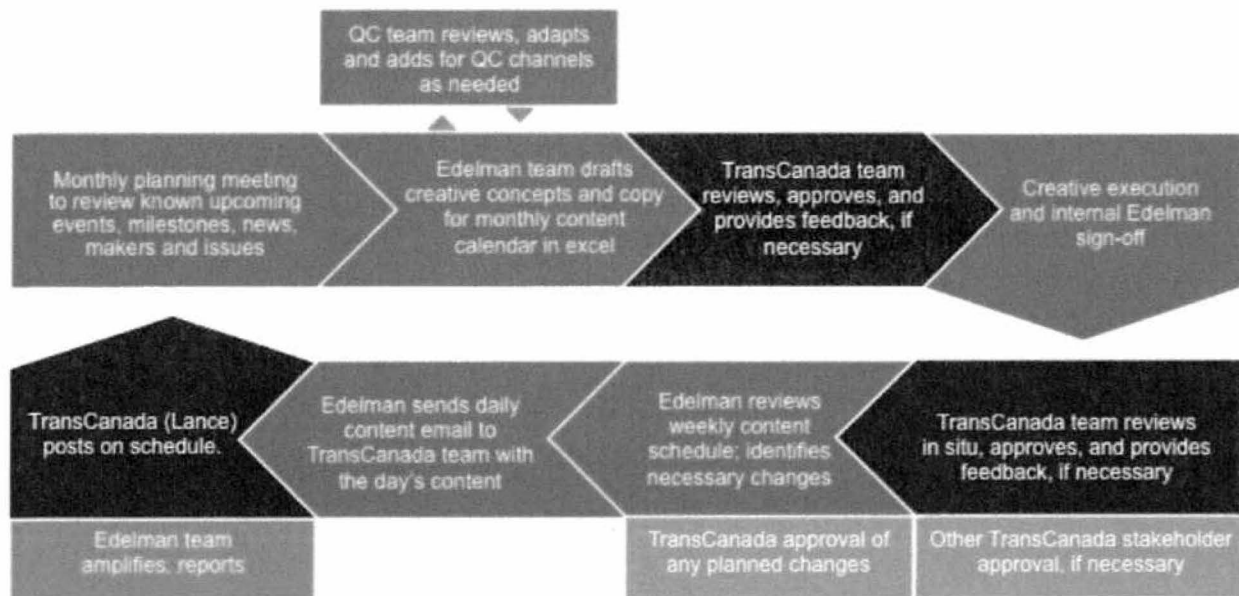 QC team reviews, adapts
and adds for QC channels
as needed
Monthly planning meeting
to review known upcoming
events, milestones, news,
makers and issues
Edelman team drafts
creative concepts and copy
for monthly content
calendar in excel
TransCanada team
reviews, approves, and
provides feedback, if
necessary
Creative execution
and internal Edelman
sign-off
TransCanada (Lance)
posts on schedule.
Edelman sends daily
content email to
TransCanada team with
the day's content
Edelman reviews
weekly content
schedule; identifies
necessary changes
TransCanada team reviews
in situ, approves, and provides
feedback, if necessary
Edelman team
amplifies, reports
TransCanada approval of
any planned changes
Other TransCanada stakeholder
approval, if necessary